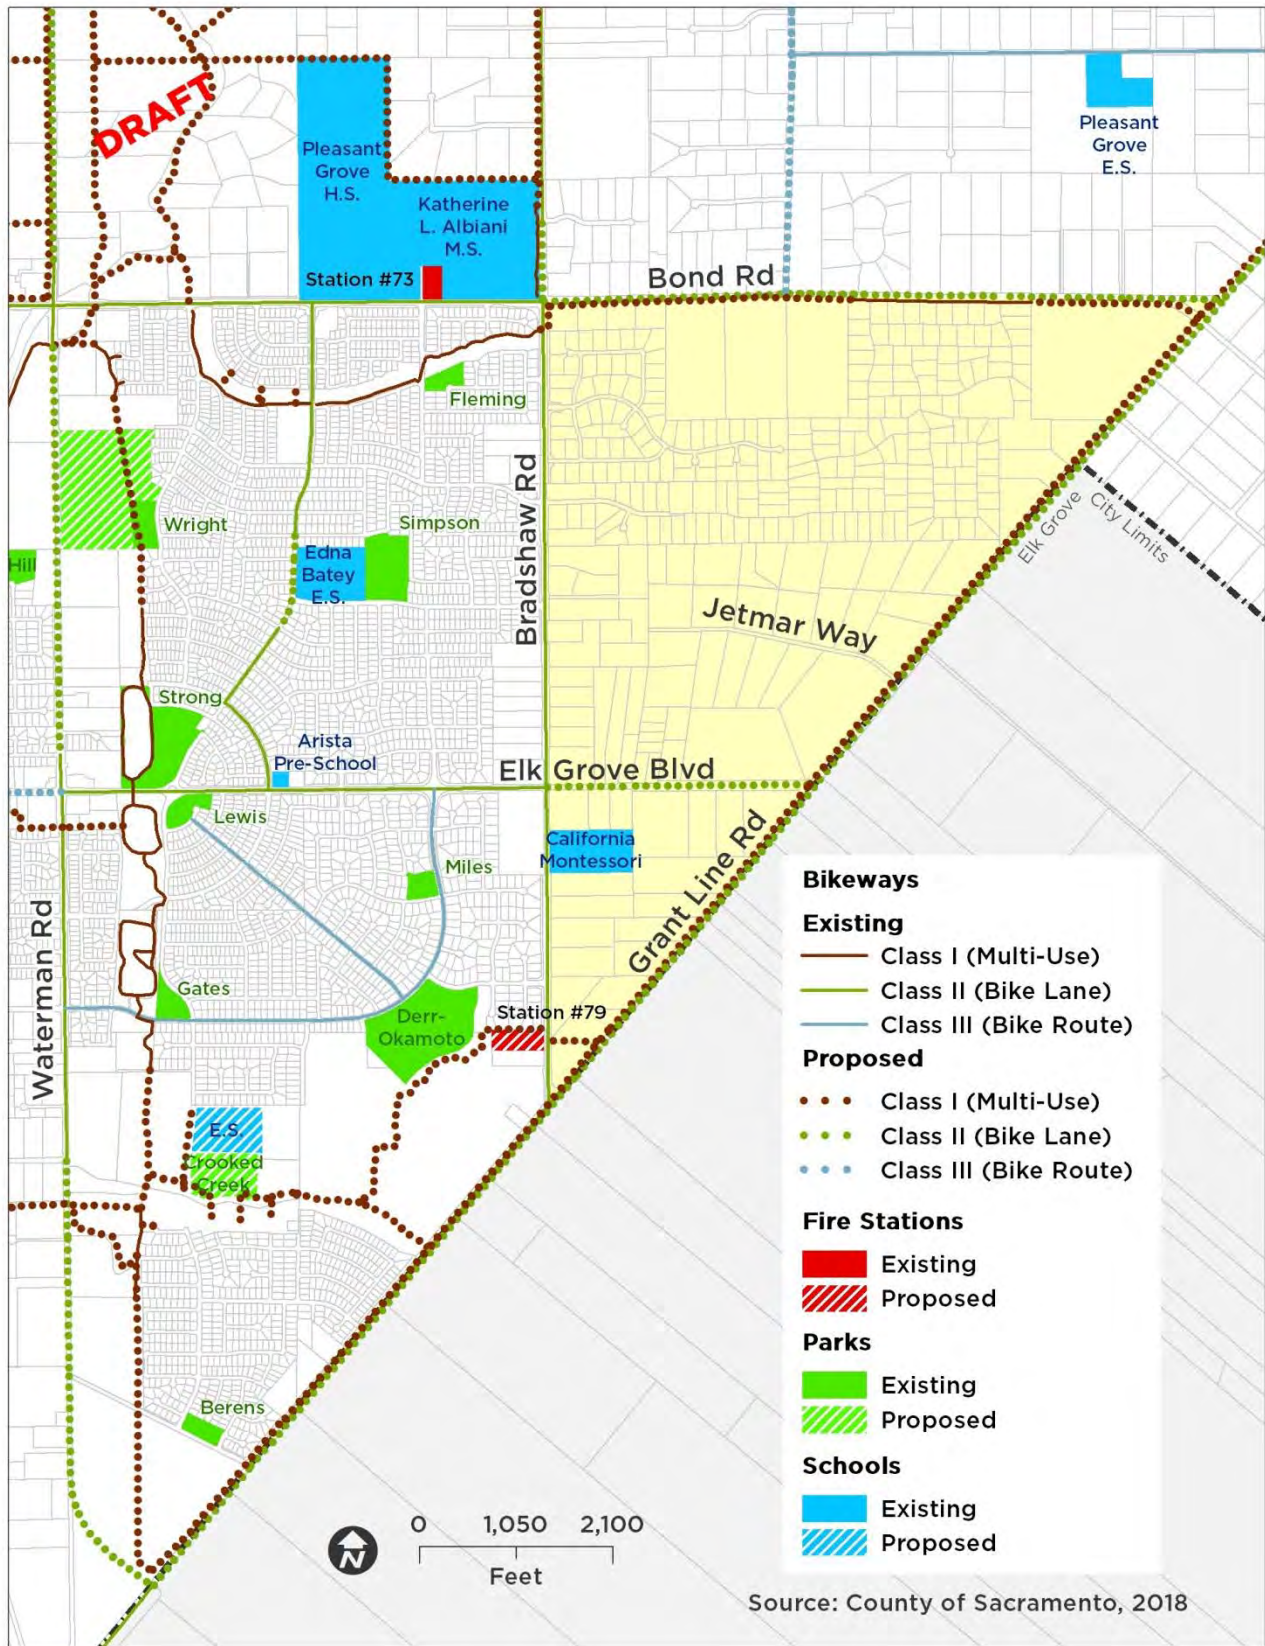 DRAFT
Pleasant
Grove
H.S.
Katherine
L. Albiani
M.S.
Station #73
Pleasant
Grove
E.S.
Bond Rd
Fleming
Bradshaw Rd
Wright
Simpson
Hill
Edna
Batey
E.S.
Elk Grove
City Limits
Jetmar Way
Strong
Arista
Pre-School
Elk Grove Blvd
Lewis
California
Montessori
Miles
Grant Line Rd
Waterman Rd
Gates
Derr-
Okamoto
Station #79
E.S.
Crooked
Creek
Berens
Bikeways
Existing
Class I (Multi-Use)
Class II (Bike Lane)
Class III (Bike Route)
Proposed
Class I (Multi-Use)
Class II (Bike Lane)
Class III (Bike Route)
Fire Stations
Existing
Proposed
Parks
Existing
Proposed
Schools
Existing
Proposed
N
0 1,050 2,100
Feet
Source: County of Sacramento, 2018